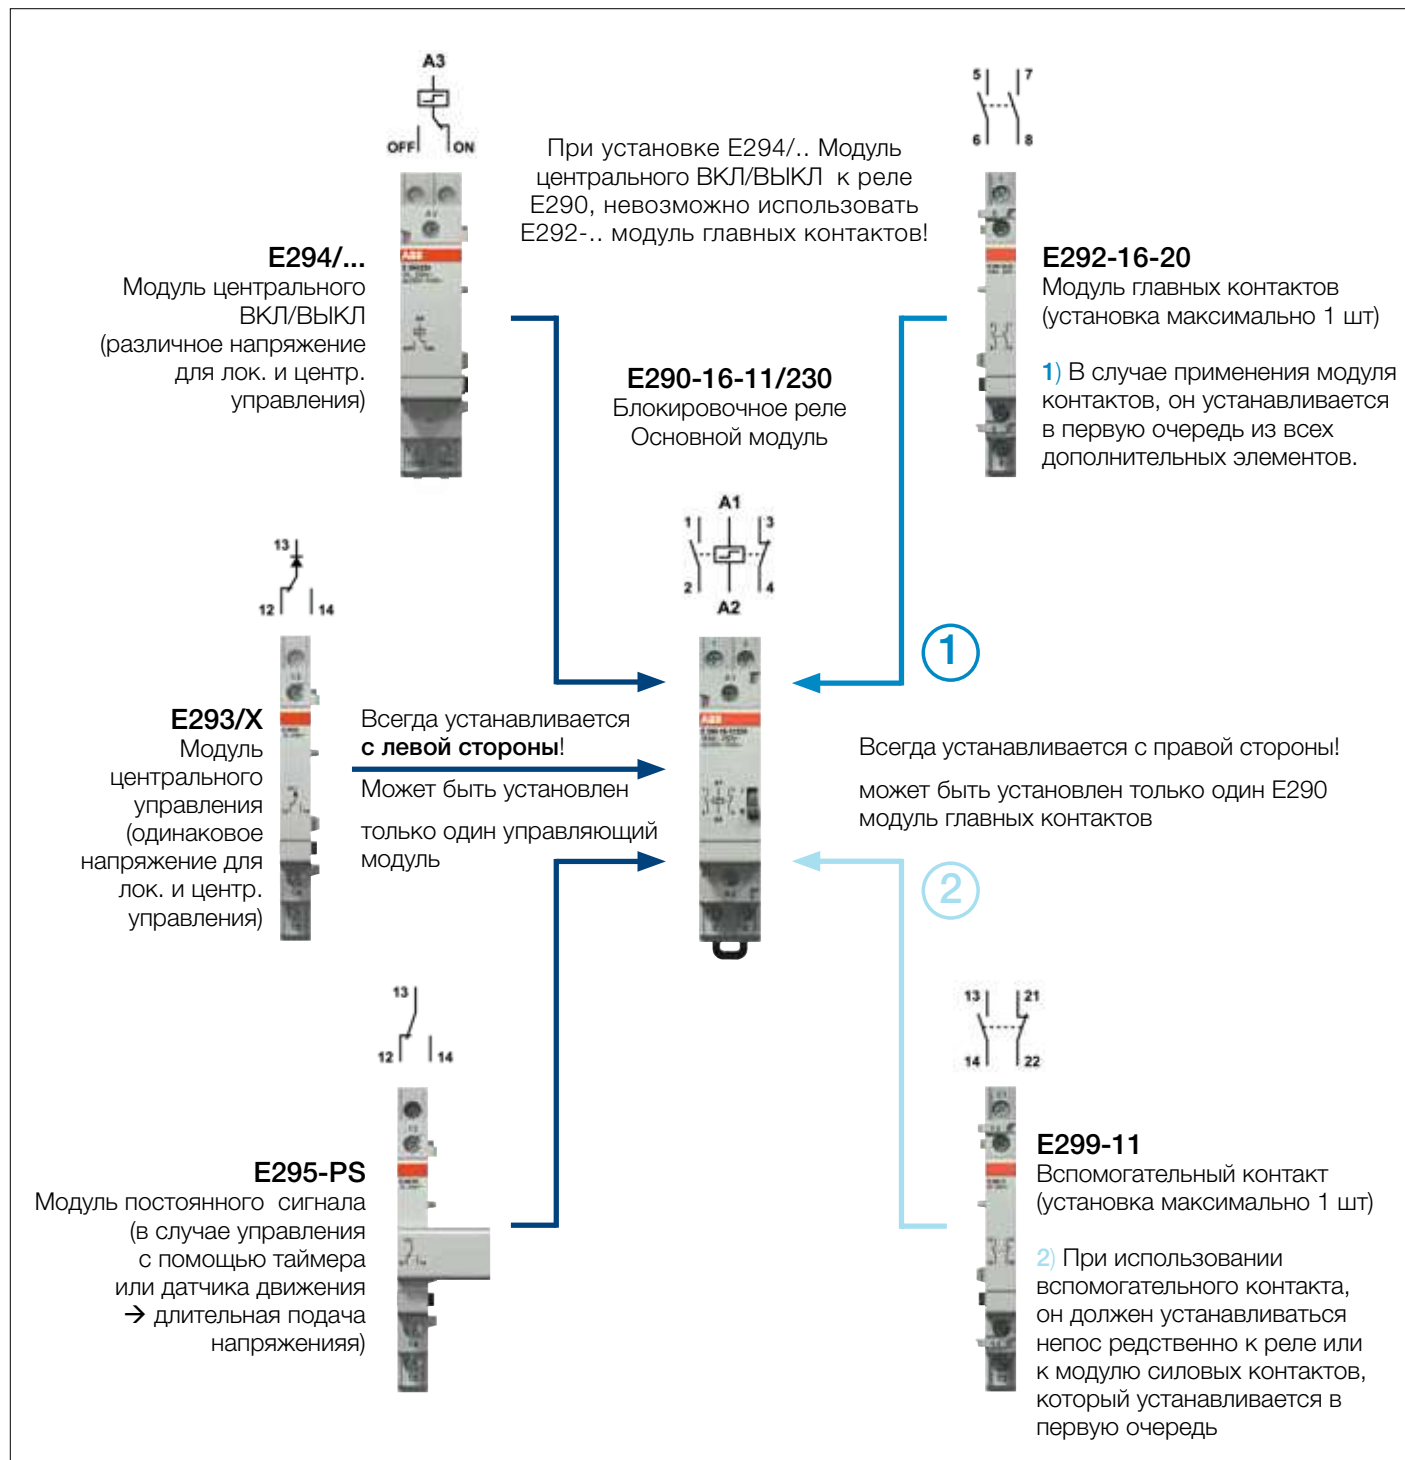 A3
OFF
ON
5
7
6
8
При установке E294/.. Модуль
центрального ВКЛ/ВЫКЛ к реле
E290, невозможно использовать
E292-.. модуль главных контактов!
E294/...
Модуль центрального
ВКЛ/ВЫКЛ
(различное напряжение
для лок. и центр.
управления)
ABB
E292-16-20
Модуль главных контактов
(установка максимально 1 шт)
1) В случае применения модуля
контактов, он устанавливается
в первую очередь из всех
дополнительных элементов.
E290-16-11/230
Блокировочное реле
Основной модуль
A1
1
3
2
4
A2
13
12
14
1
ABB
E293/X
Модуль
центрального
управления
(одинаковое
напряжение для
лок. и центр.
управления)
Всегда устанавливается
с левой стороны!
Может быть установлен
только один управляющий
модуль
Всегда устанавливается с правой стороны!
может быть установлен только один E290
модуль главных контактов
2
13
12
14
13
21
14
22
E295-PS
Модуль постоянного сигнала
(в случае управления
с помощью таймера
или датчика движения
→ длительная подача
напряженияя)
E299-11
Вспомогательный контакт
(установка максимально 1 шт)
2) При использовании
вспомогательного контакта,
он должен устанавливаться
непос редственно к реле или
к модулю силовых контактов,
который устанавливается в
первую очередь